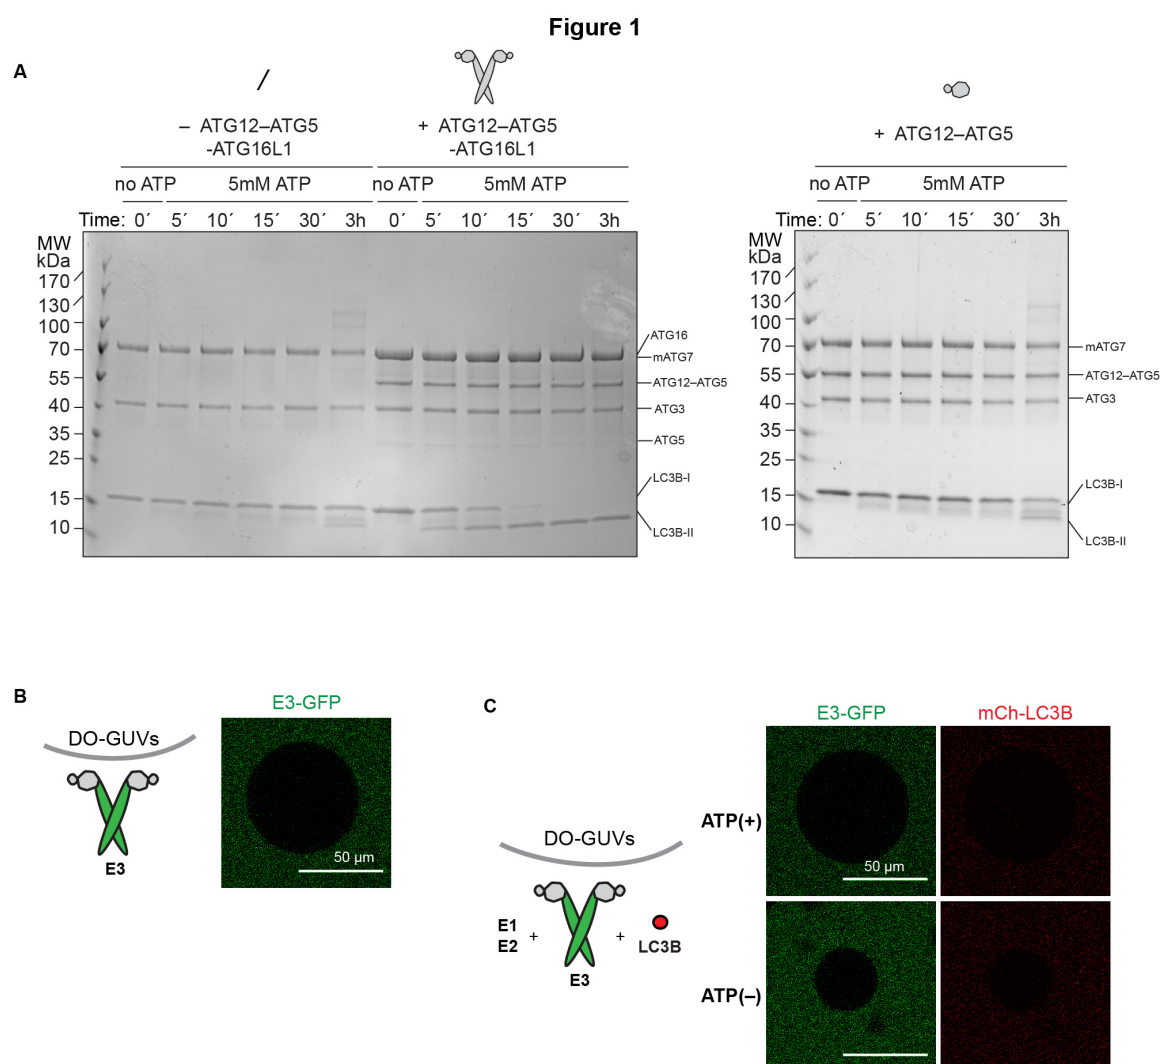 Figure 1
A
/
– ATG12–ATG5
-ATG16L1
+ ATG12–ATG5
-ATG16L1
no ATP 5mM ATP no ATP 5mM ATP
Time: 0´ 5´ 10´ 15´ 30´ 3h 0´ 5´ 10´ 15´ 30´ 3h
MW
kDa
170
130
100
70
55
40
35
25
15
10
ATG16
mATG7
ATG12–ATG5
ATG3
ATG5
LC3B-I
LC3B-II
+ ATG12–ATG5
no ATP 5mM ATP
0´ 5´ 10´ 15´ 30´ 3h
MW
kDa
170
130
100
70
55
40
35
25
15
10
mATG7
ATG12–ATG5
ATG3
LC3B-I
LC3B-II
B
E3-GFP
DO-GUVs
E3
50 µm
C
E3-GFP mCh-LC3B
ATP(+)
50 µm
DO-GUVs
E1
E2
+
+
LC3B
E3
ATP(–)